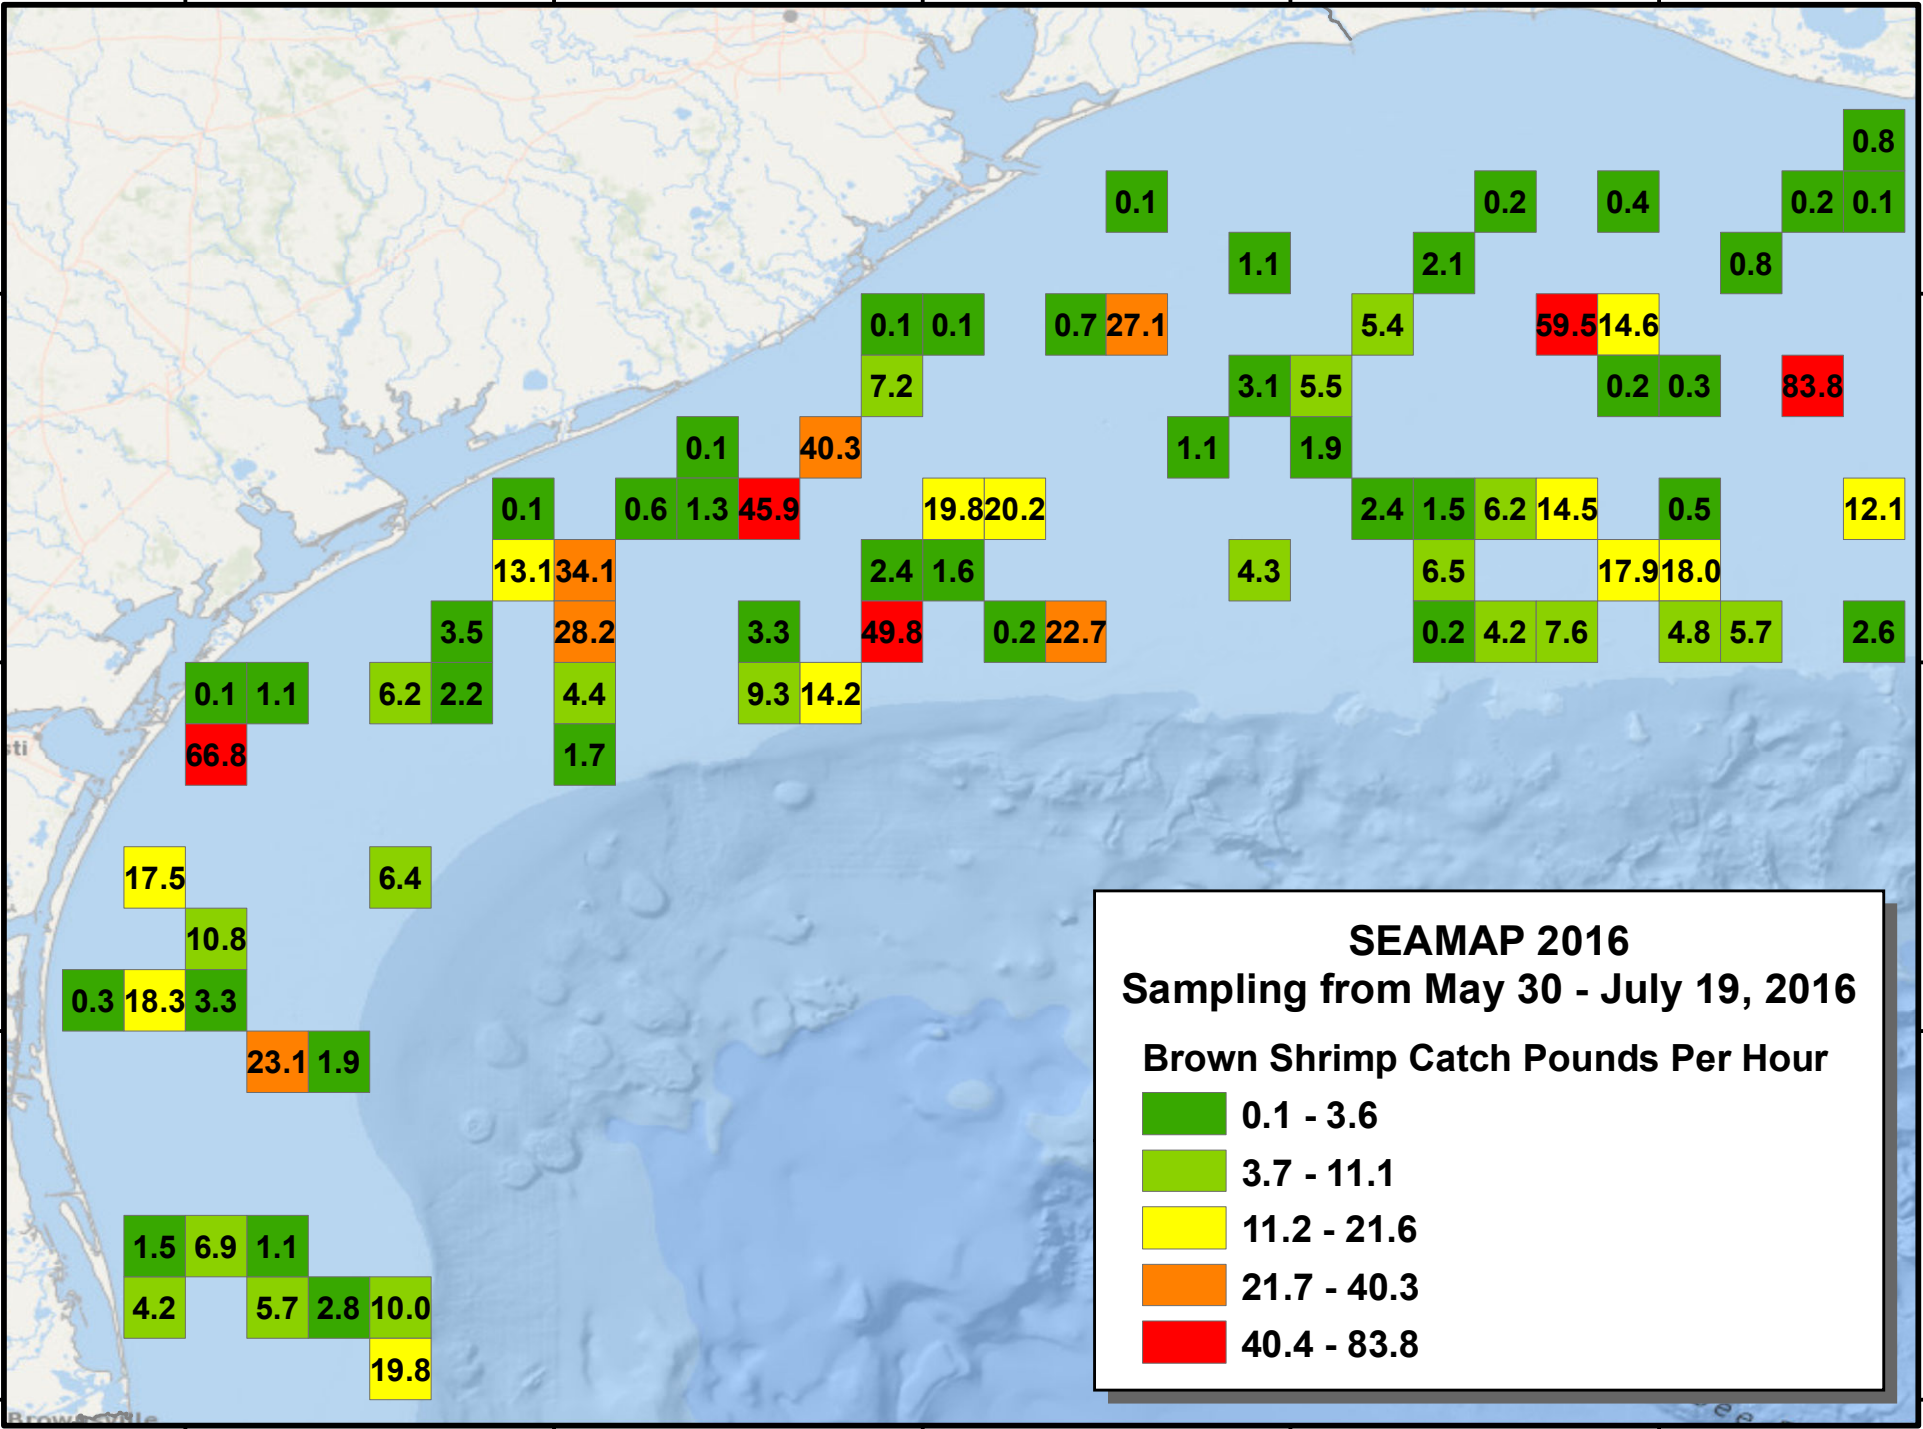 0.8
0.1 0.2 0.4 0.2 0.1
1.1 2.1 0.8
0.1 0.1 0.7 27.1 5.4 59.5 14.6
7.2 3.1 5.5 0.2 0.3 83.8
0.1 40.3 1.1 1.9
0.1 0.6 1.3 45.9 19.8 20.2 2.4 1.5 6.2 14.5 0.5 12.1
13.1 34.1 2.4 1.6 4.3 6.5 17.9 18.0
3.5 28.2 3.3 49.8 0.2 22.7 0.2 4.2 7.6 4.8 5.7 2.6
0.1 1.1 6.2 2.2 4.4 9.3 14.2
sti
66.8 1.7
17.5 6.4
10.8
0.3 18.3 3.3
23.1 1.9
1.5 6.9 1.1
4.2 5.7 2.8 10.0
19.8
SEAMAP 2016
Sampling from May 30 - July 19, 2016
Brown Shrimp Catch Pounds Per Hour
0.1 - 3.6
3.7 - 11.1
11.2 - 21.6
21.7 - 40.3
40.4 - 83.8